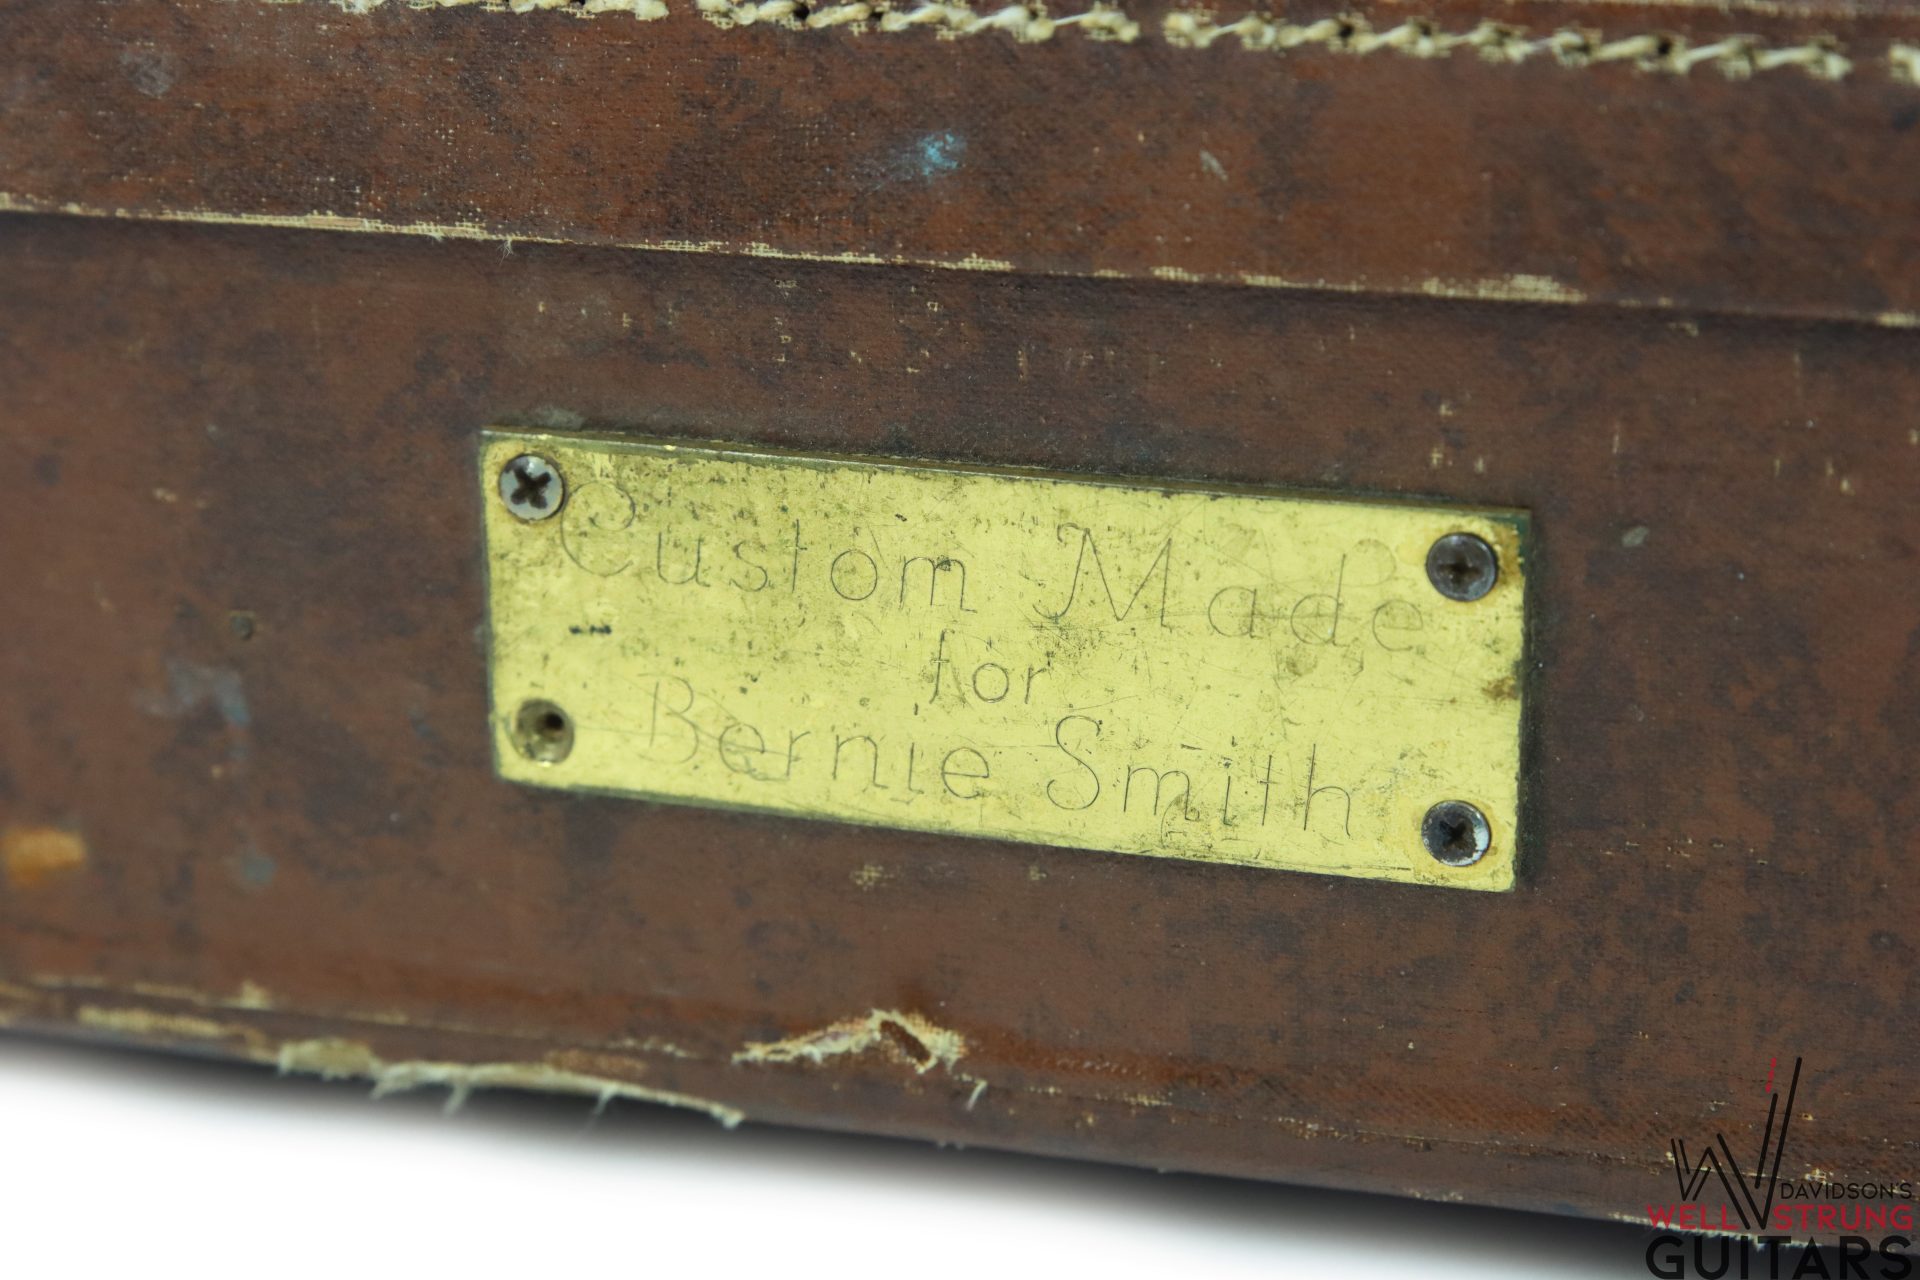 Custom Made
for
Bernie Smith
DAVIDSON'S
WELL STRUNG
GUITARS